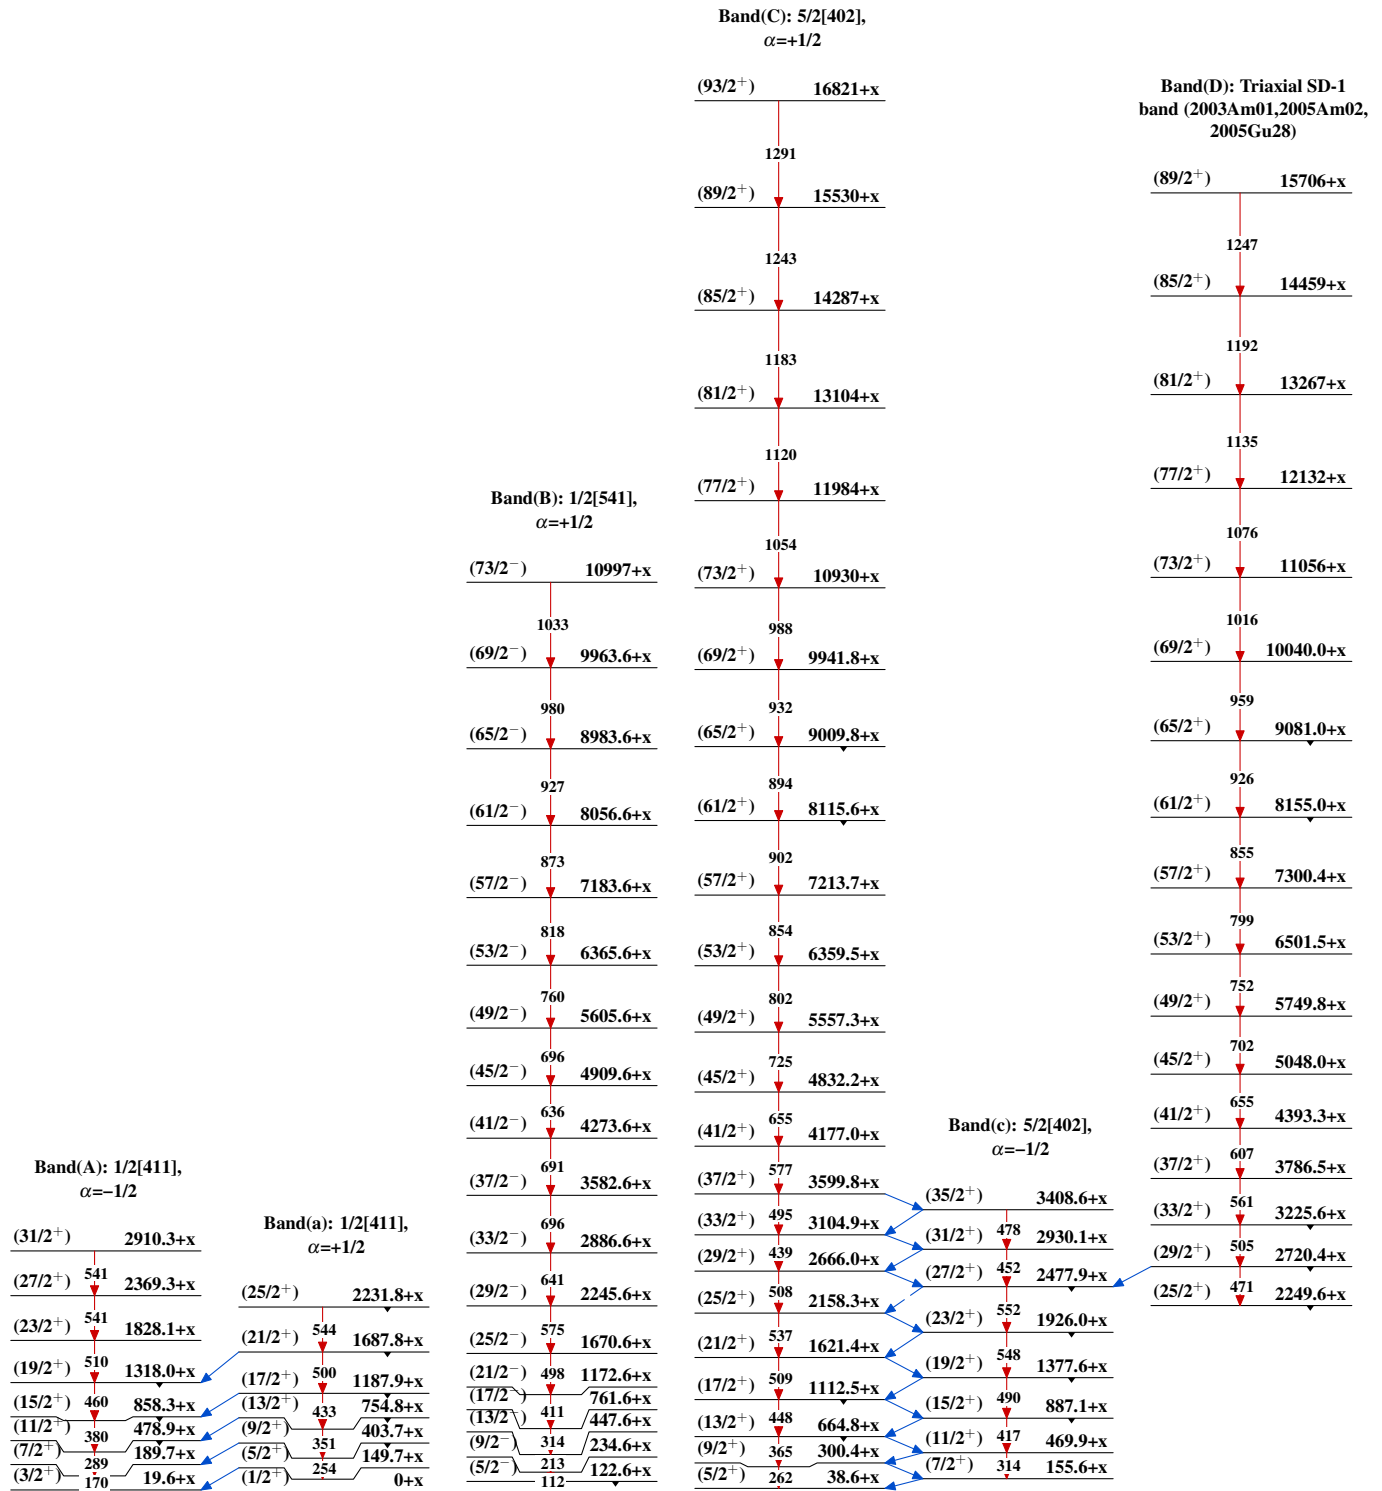 Band(A): 1/2[411],
α=−1/2
(31/2+) 2910.3+x
541
(27/2+) 2369.3+x
541
(23/2+) 1828.1+x
510
(19/2+) 1318.0+x
460
(15/2+) 858.3+x
380
(11/2+) 478.9+x
289
(7/2+) 189.7+x
170
(3/2+) 19.6+x
Band(a): 1/2[411],
α=+1/2
(25/2+) 2231.8+x
544
(21/2+) 1687.8+x
500
(17/2+) 1187.9+x
433
(13/2+) 754.8+x
351
(9/2+) 403.7+x
254
(5/2+) 149.7+x
(1/2+) 0+x
Band(B): 1/2[541],
α=+1/2
(73/2−) 10997+x
1033
(69/2−) 9963.6+x
980
(65/2−) 8983.6+x
927
(61/2−) 8056.6+x
873
(57/2−) 7183.6+x
818
(53/2−) 6365.6+x
760
(49/2−) 5605.6+x
696
(45/2−) 4909.6+x
636
(41/2−) 4273.6+x
691
(37/2−) 3582.6+x
696
(33/2−) 2886.6+x
641
(29/2−) 2245.6+x
575
(25/2−) 1670.6+x
498
(21/2−) 1172.6+x
411
(17/2−) 761.6+x
314
(13/2−) 447.6+x
213
(9/2−) 234.6+x
112
(5/2−) 122.6+x
Band(C): 5/2[402],
α=+1/2
(93/2+) 16821+x
1291
(89/2+) 15530+x
1243
(85/2+) 14287+x
1183
(81/2+) 13104+x
1120
(77/2+) 11984+x
1054
(73/2+) 10930+x
988
(69/2+) 9941.8+x
932
(65/2+) 9009.8+x
894
(61/2+) 8115.6+x
902
(57/2+) 7213.7+x
854
(53/2+) 6359.5+x
802
(49/2+) 5557.3+x
725
(45/2+) 4832.2+x
655
(41/2+) 4177.0+x
577
(37/2+) 3599.8+x
495
(33/2+) 3104.9+x
439
(29/2+) 2666.0+x
508
(25/2+) 2158.3+x
537
(21/2+) 1621.4+x
509
(17/2+) 1112.5+x
448
(13/2+) 664.8+x
365
(9/2+) 300.4+x
262
(5/2+) 38.6+x
Band(c): 5/2[402],
α=−1/2
(35/2+) 3408.6+x
478
(31/2+) 2930.1+x
452
(27/2+) 2477.9+x
552
(23/2+) 1926.0+x
548
(19/2+) 1377.6+x
490
(15/2+) 887.1+x
417
(11/2+) 469.9+x
314
(7/2+) 155.6+x
Band(D): Triaxial SD-1
band (2003Am01,2005Am02,
2005Gu28)
(89/2+) 15706+x
1247
(85/2+) 14459+x
1192
(81/2+) 13267+x
1135
(77/2+) 12132+x
1076
(73/2+) 11056+x
1016
(69/2+) 10040.0+x
959
(65/2+) 9081.0+x
926
(61/2+) 8155.0+x
855
(57/2+) 7300.4+x
799
(53/2+) 6501.5+x
752
(49/2+) 5749.8+x
702
(45/2+) 5048.0+x
655
(41/2+) 4393.3+x
607
(37/2+) 3786.5+x
561
(33/2+) 3225.6+x
505
(29/2+) 2720.4+x
471
(25/2+) 2249.6+x